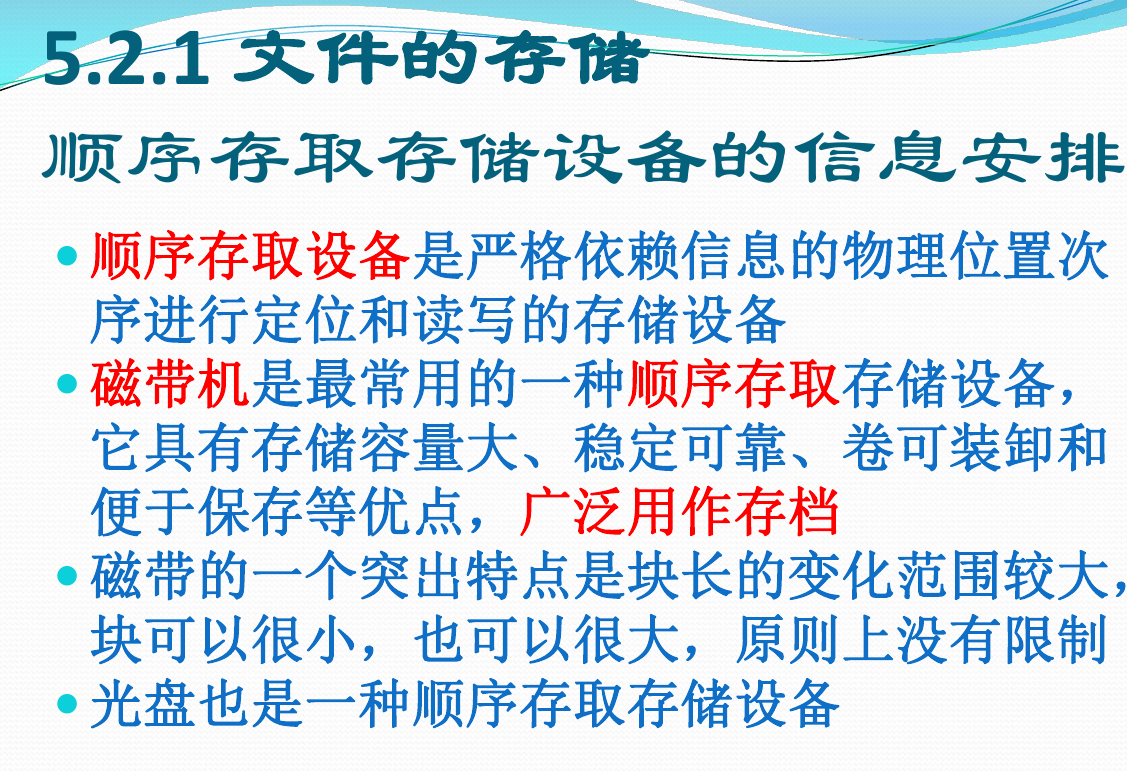 5.2.1 文件的存储
顺序存取存储设备的信息安排
•顺序存取设备是严格依赖信息的物理位置次
序进行定位和读写的存储设备
•磁带机是最常用的一种顺序存取存储设备，
它具有存储容量大、稳定可靠、卷可装卸和
便于保存等优点，广泛用作存档
•磁带的一个突出特点是块长的变化范围较大，
块可以很小，也可以很大，原则上没有限制
•光盘也是一种顺序存取存储设备